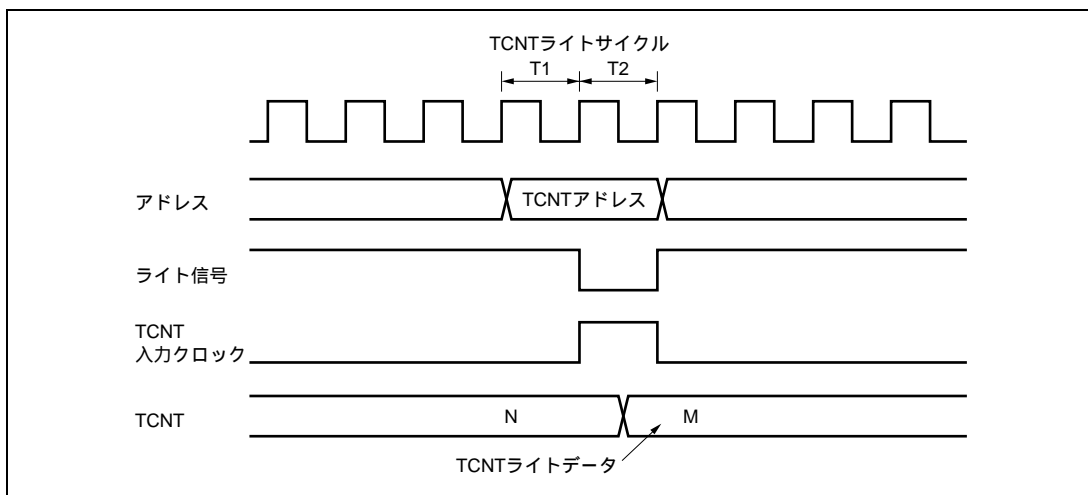 TCNTライトサイクル
T1 T2
アドレス TCNTアドレス
ライト信号
TCNT
入力クロック
TCNT N M
TCNTライトデータ